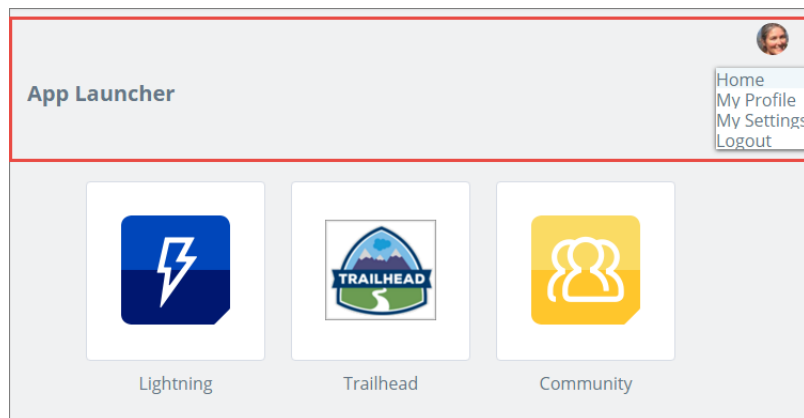 App Launcher
Home
My Profile
My Settings
Logout
TRAILHEAD
Lightning
Trailhead
Community